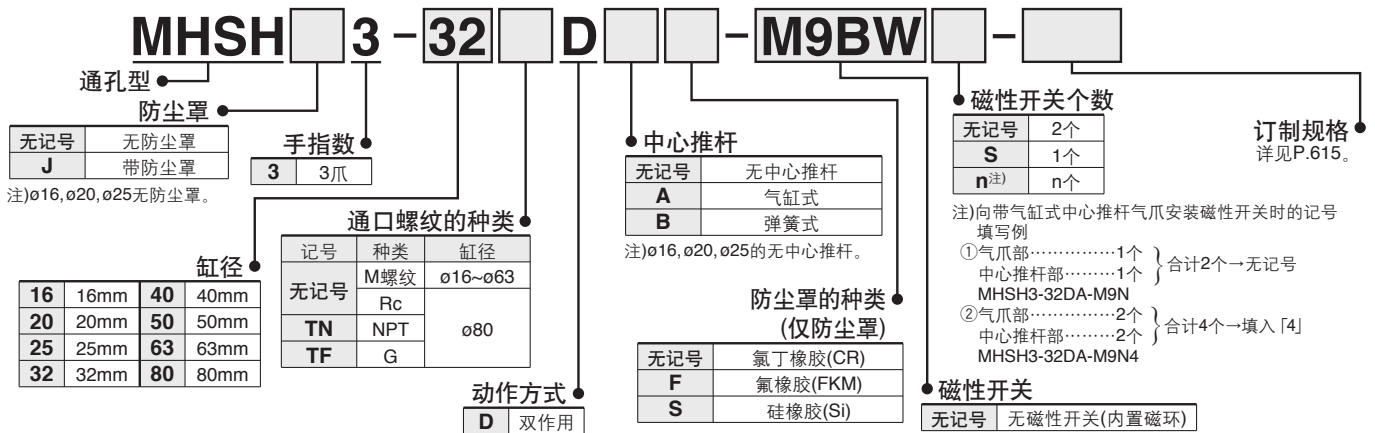 MHSH 3 - 32 D - M9BW -
通孔型
防尘罩
无记号 无防尘罩
J 带防尘罩
注)ø16,ø20,ø25无防尘罩。
手指数
3 3爪
缸径
16 16mm 40 40mm
20 20mm 50 50mm
25 25mm 63 63mm
32 32mm 80 80mm
通口螺纹的种类
记号 种类 缸径
无记号 M螺纹 ø16~ø63
Rc ø80
TN NPT
TF G
动作方式
D 双作用
中心推杆
无记号 无中心推杆
A 气缸式
B 弹簧式
注)ø16,ø20,ø25的无中心推杆。
防尘罩的种类
(仅防尘罩)
无记号 氯丁橡胶(CR)
F 氟橡胶(FKM)
S 硅橡胶(Si)
磁性开关
无记号 无磁性开关(内置磁环)
磁性开关个数
无记号 2个
S 1个
n注) n个
注)向带气缸式中心推杆气爪安装磁性开关时的记号
填写例
①气爪部……………1个
中心推杆部………1个
合计2个→无记号
MHSH3-32DA-M9N
②气爪部……………2个
中心推杆部………2个
合计4个→填入「4」
MHSH3-32DA-M9N4
订制规格
详见P.615。